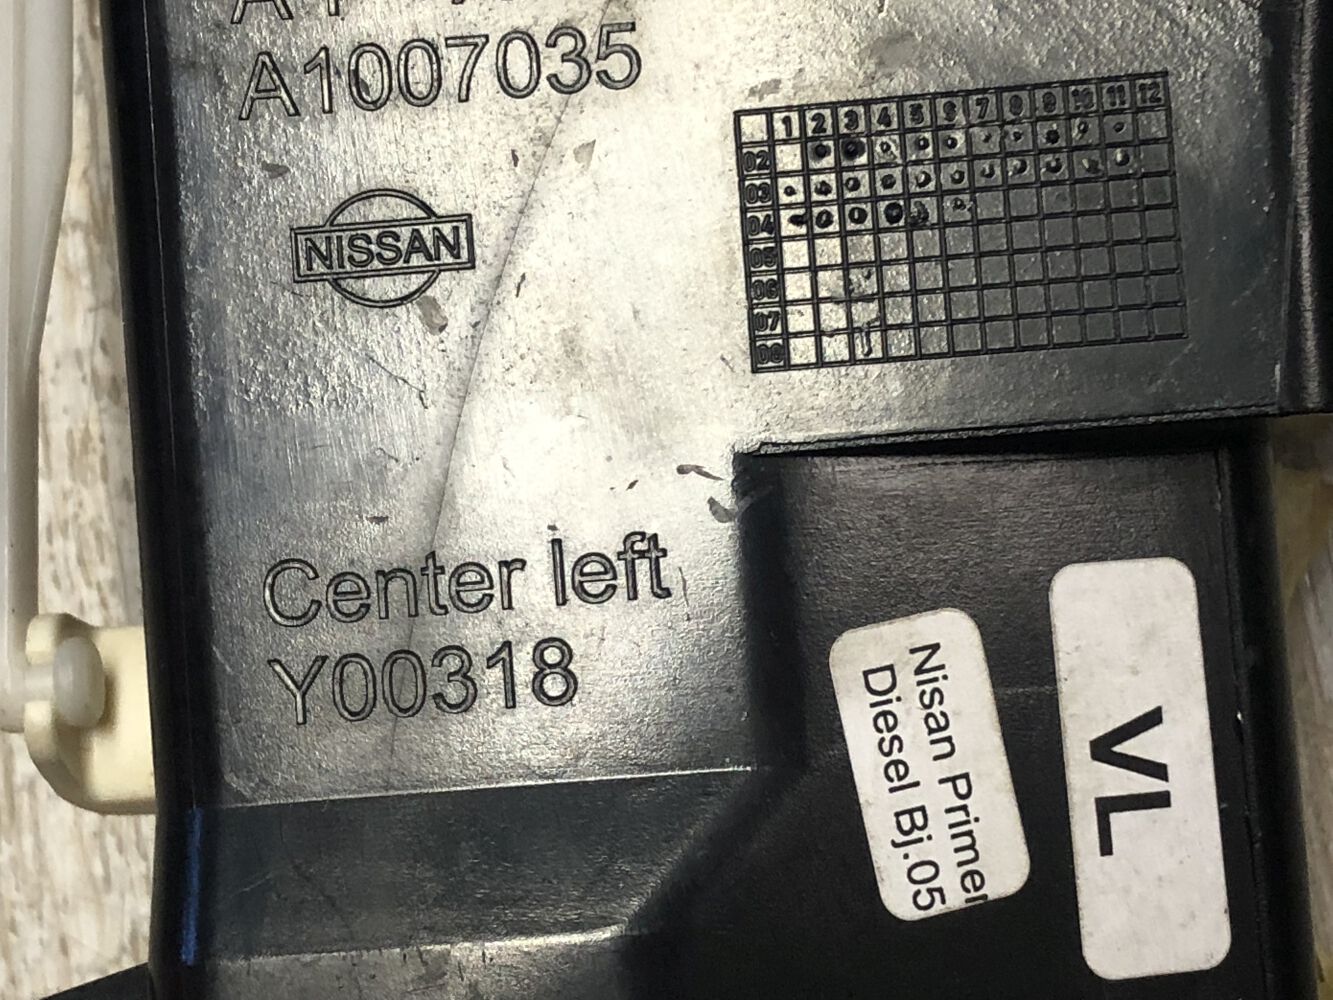 A1007035
NISSAN
1 2 3 4 5 6 7 8 9 10 11 12
02
03
04
05
06
07
08
Center left
Y00318
Nisan Primer
Diesel Bj.05
VL